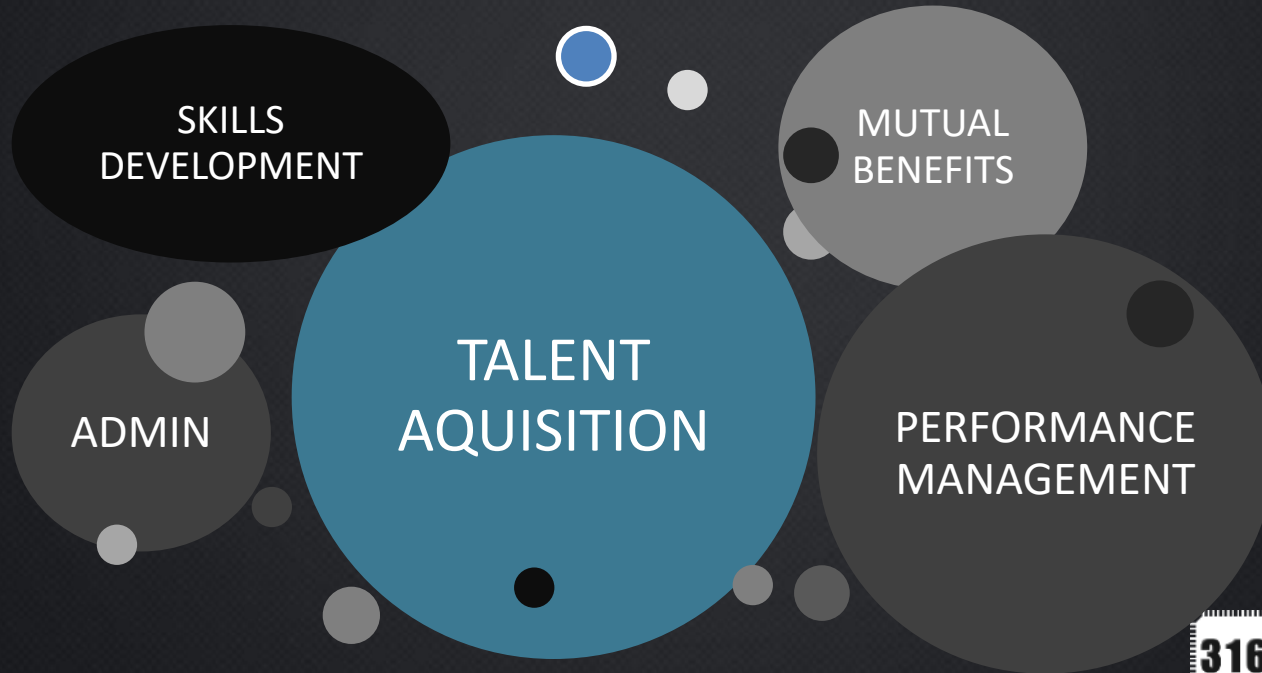 SKILLS
DEVELOPMENT
MUTUAL
BENEFITS
TALENT
AQUISITION
ADMIN
PERFORMANCE
MANAGEMENT
316